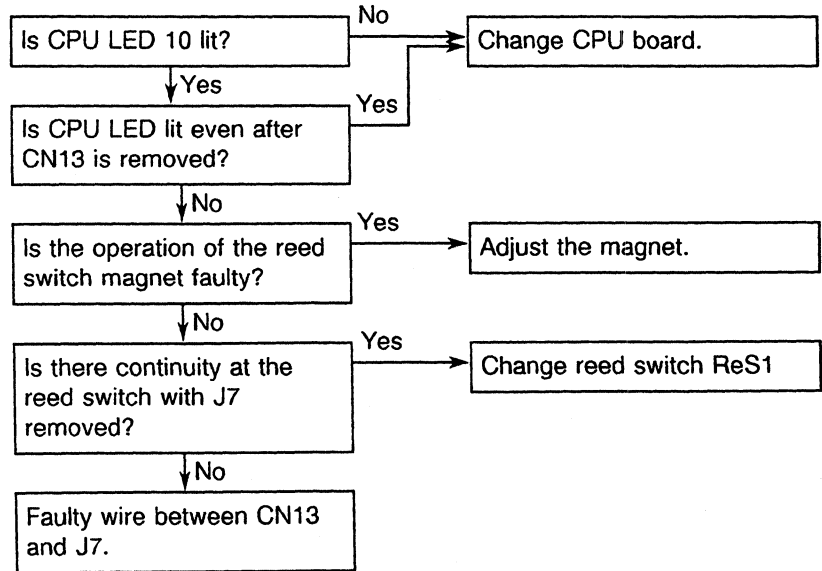 Is CPU LED 10 lit?
No
Change CPU board.
Yes
Is CPU LED lit even after
CN13 is removed?
Yes
No
Is the operation of the reed
switch magnet faulty?
Yes
Adjust the magnet.
No
Is there continuity at the
reed switch with J7
removed?
Yes
Change reed switch ReS1
No
Faulty wire between CN13
and J7.